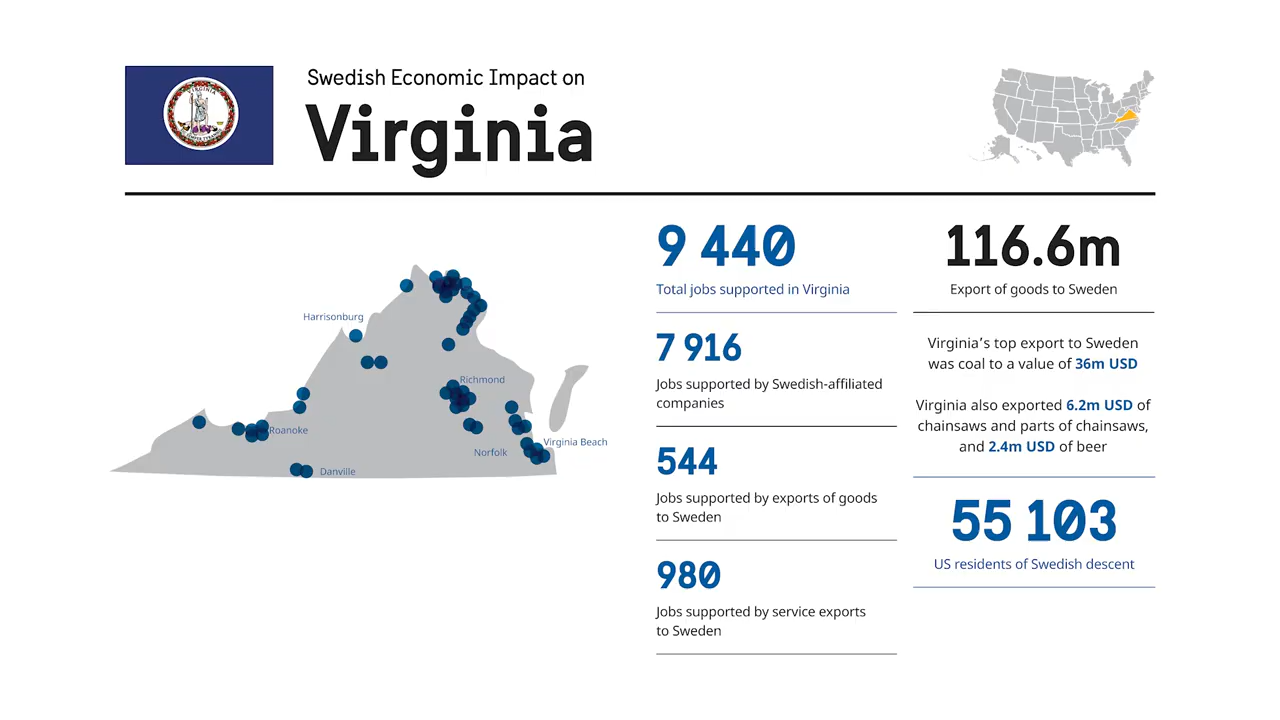 Swedish Economic Impact on
Virginia
VIRGINIA
Harrisonburg
Richmond
Roanoke
Virginia Beach
Norfolk
Danville
9 440
Total jobs supported in Virginia
7 916
Jobs supported by Swedish-affiliated
companies
544
Jobs supported by exports of goods
to Sweden
980
Jobs supported by service exports
to Sweden
116.6m
Export of goods to Sweden
Virginia's top export to Sweden
was coal to a value of 36m USD
Virginia also exported 6.2m USD of
chainsaws and parts of chainsaws,
and 2.4m USD of beer
55 103
US residents of Swedish descent